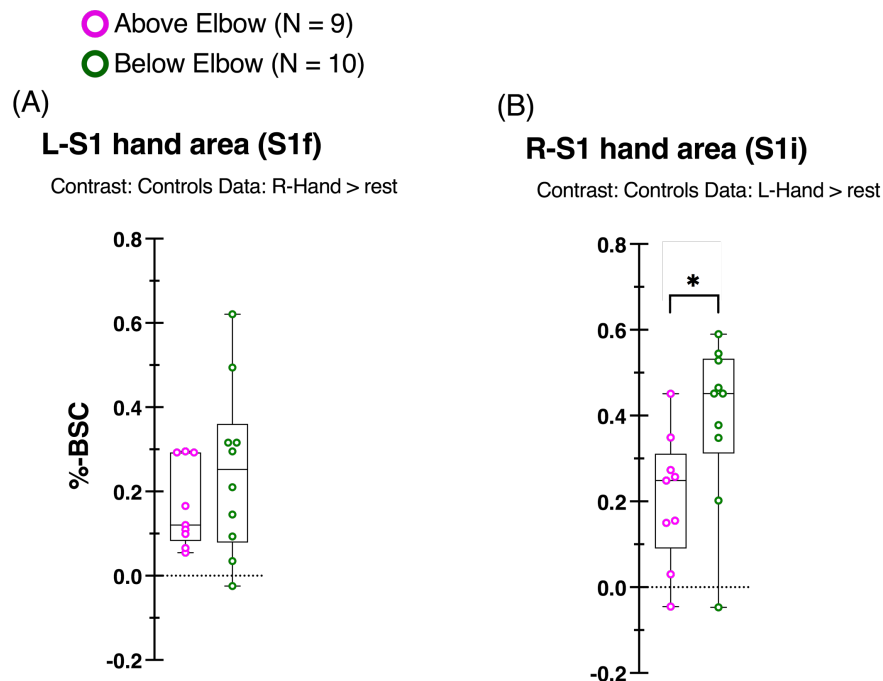 Above Elbow (N = 9)
Below Elbow (N = 10)
(A)
L-S1 hand area (S1f)
Contrast: Controls Data: R-Hand > rest
%-BSC
0.8
0.6
0.4
0.2
0.0
-0.2
(B)
R-S1 hand area (S1i)
Contrast: Controls Data: L-Hand > rest
0.8
*
0.6
0.4
0.2
0.0
-0.2